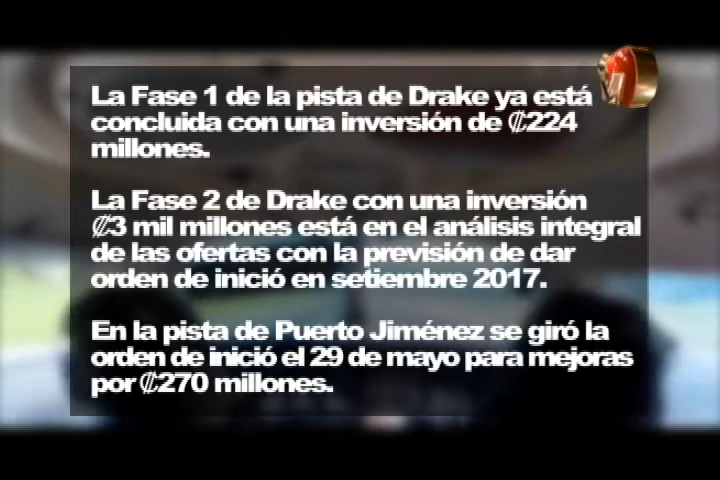 La Fase 1 de la pista de Drake ya está
concluida con una inversión de ₡224
millones.
La Fase 2 de Drake con una inversión
₡3 mil millones está en el análisis integral
de las ofertas con la previsión de dar
orden de inició en setiembre 2017.
En la pista de Puerto Jiménez se giró la
orden de inició el 29 de mayo para mejoras
por ₡270 millones.